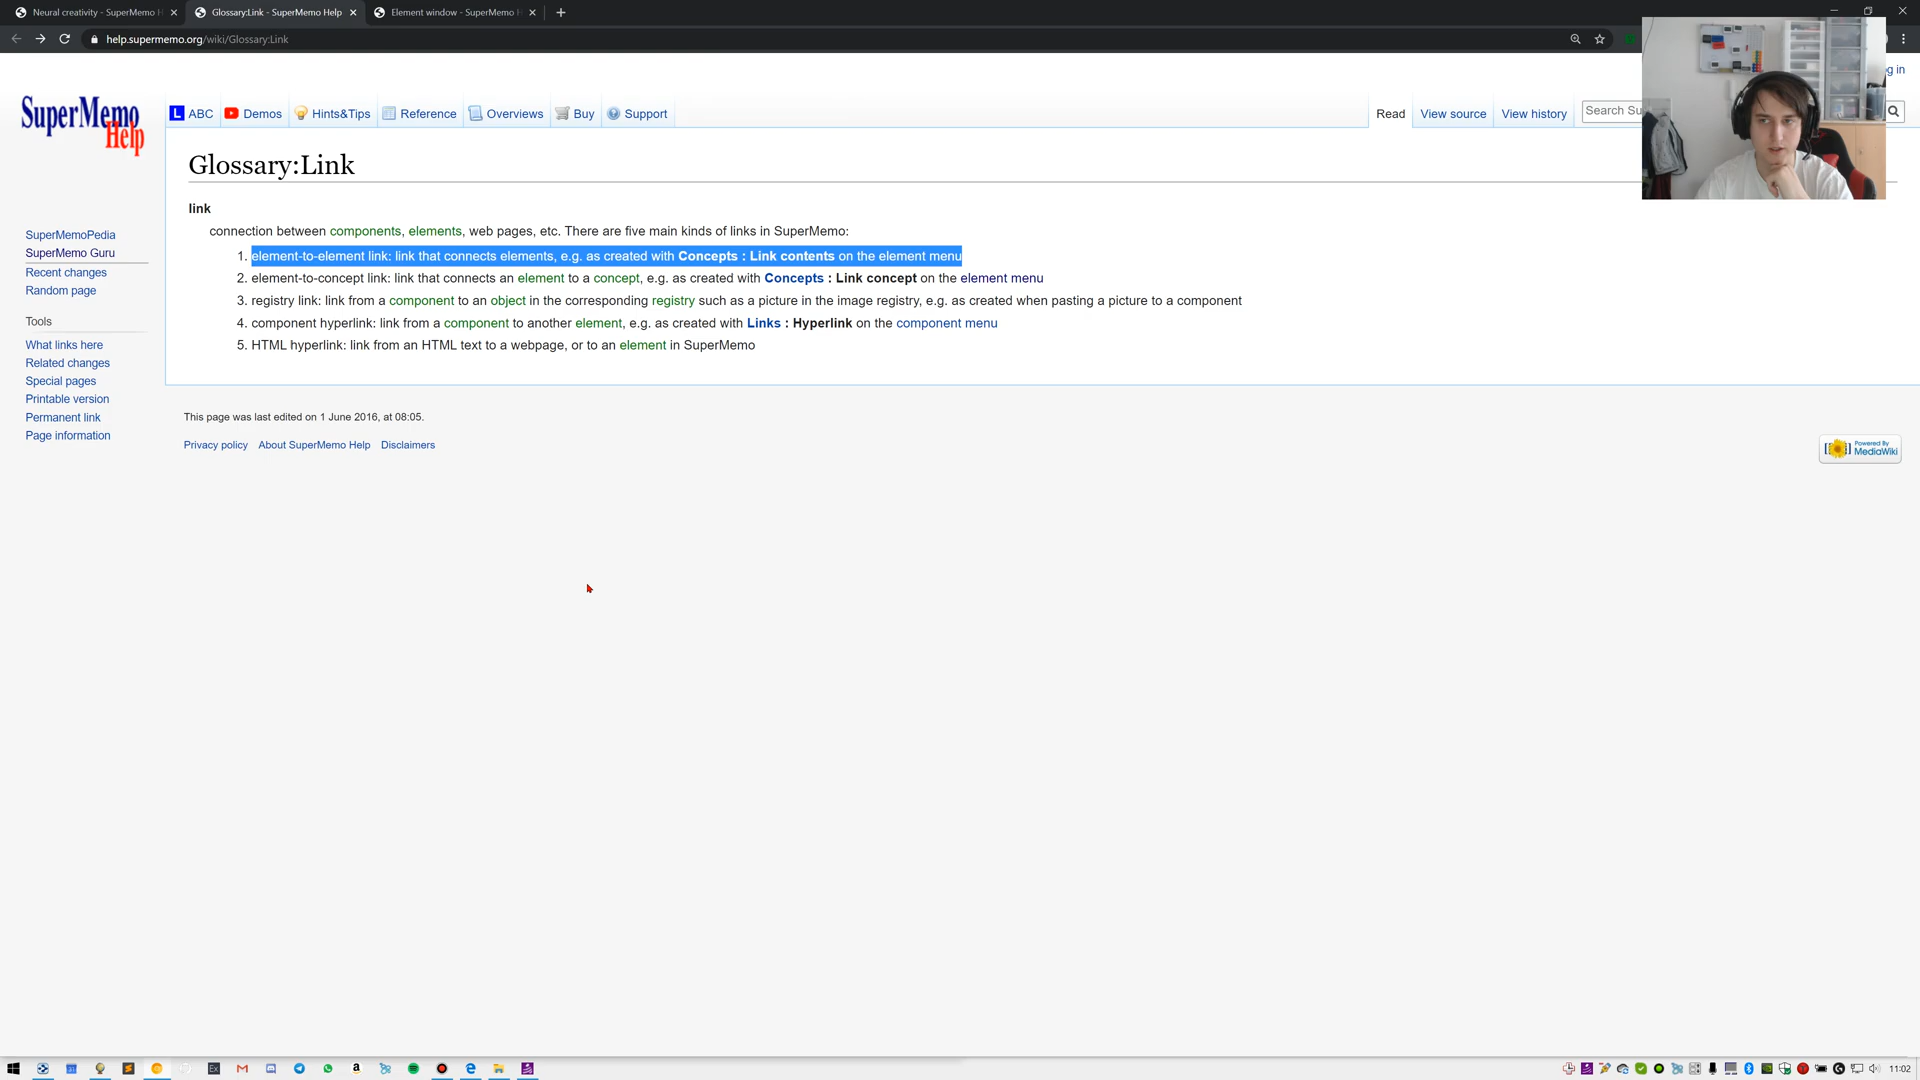 Neural creativity - SuperMemo H
Glossary:Link - SuperMemo Help
Element window - SuperMemo H
help.supermemo.org/wiki/Glossary:Link
g in
SuperMemo
Help
L ABC
Demos
Hints&Tips
Reference
Overviews
Buy
Support
Read
View source
View history
Search Su
Glossary:Link
link
connection between components, elements, web pages, etc. There are five main kinds of links in SuperMemo:
1. element-to-element link: link that connects elements, e.g. as created with Concepts : Link contents on the element menu
2. element-to-concept link: link that connects an element to a concept, e.g. as created with Concepts : Link concept on the element menu
3. registry link: link from a component to an object in the corresponding registry such as a picture in the image registry, e.g. as created when pasting a picture to a component
4. component hyperlink: link from a component to another element, e.g. as created with Links : Hyperlink on the component menu
5. HTML hyperlink: link from an HTML text to a webpage, or to an element in SuperMemo
SuperMemoPedia
SuperMemo Guru
Recent changes
Random page
Tools
What links here
Related changes
Special pages
Printable version
Permanent link
Page information
This page was last edited on 1 June 2016, at 08:05.
Privacy policy
About SuperMemo Help
Disclaimers
Powered By
MediaWiki
Ex
11:02